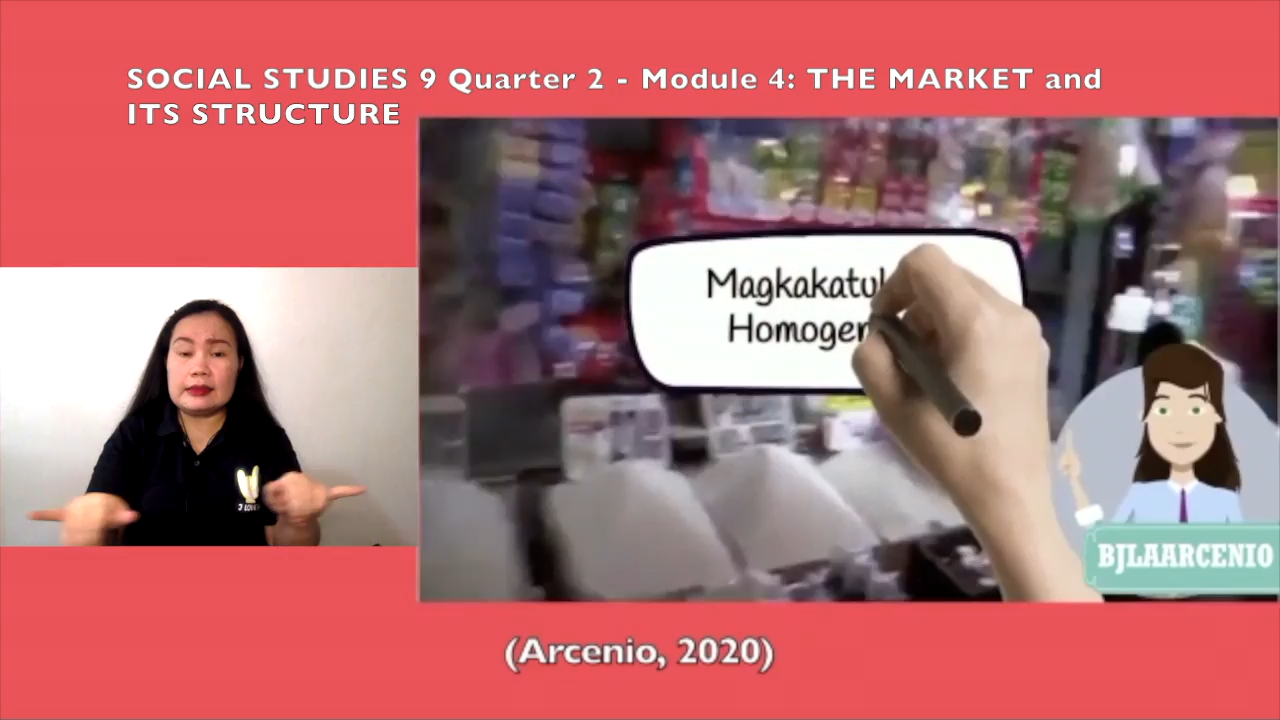 SOCIAL STUDIES 9 Quarter 2 - Module 4: THE MARKET and
ITS STRUCTURE
BJLAARCENIO
(Arcenio, 2020)